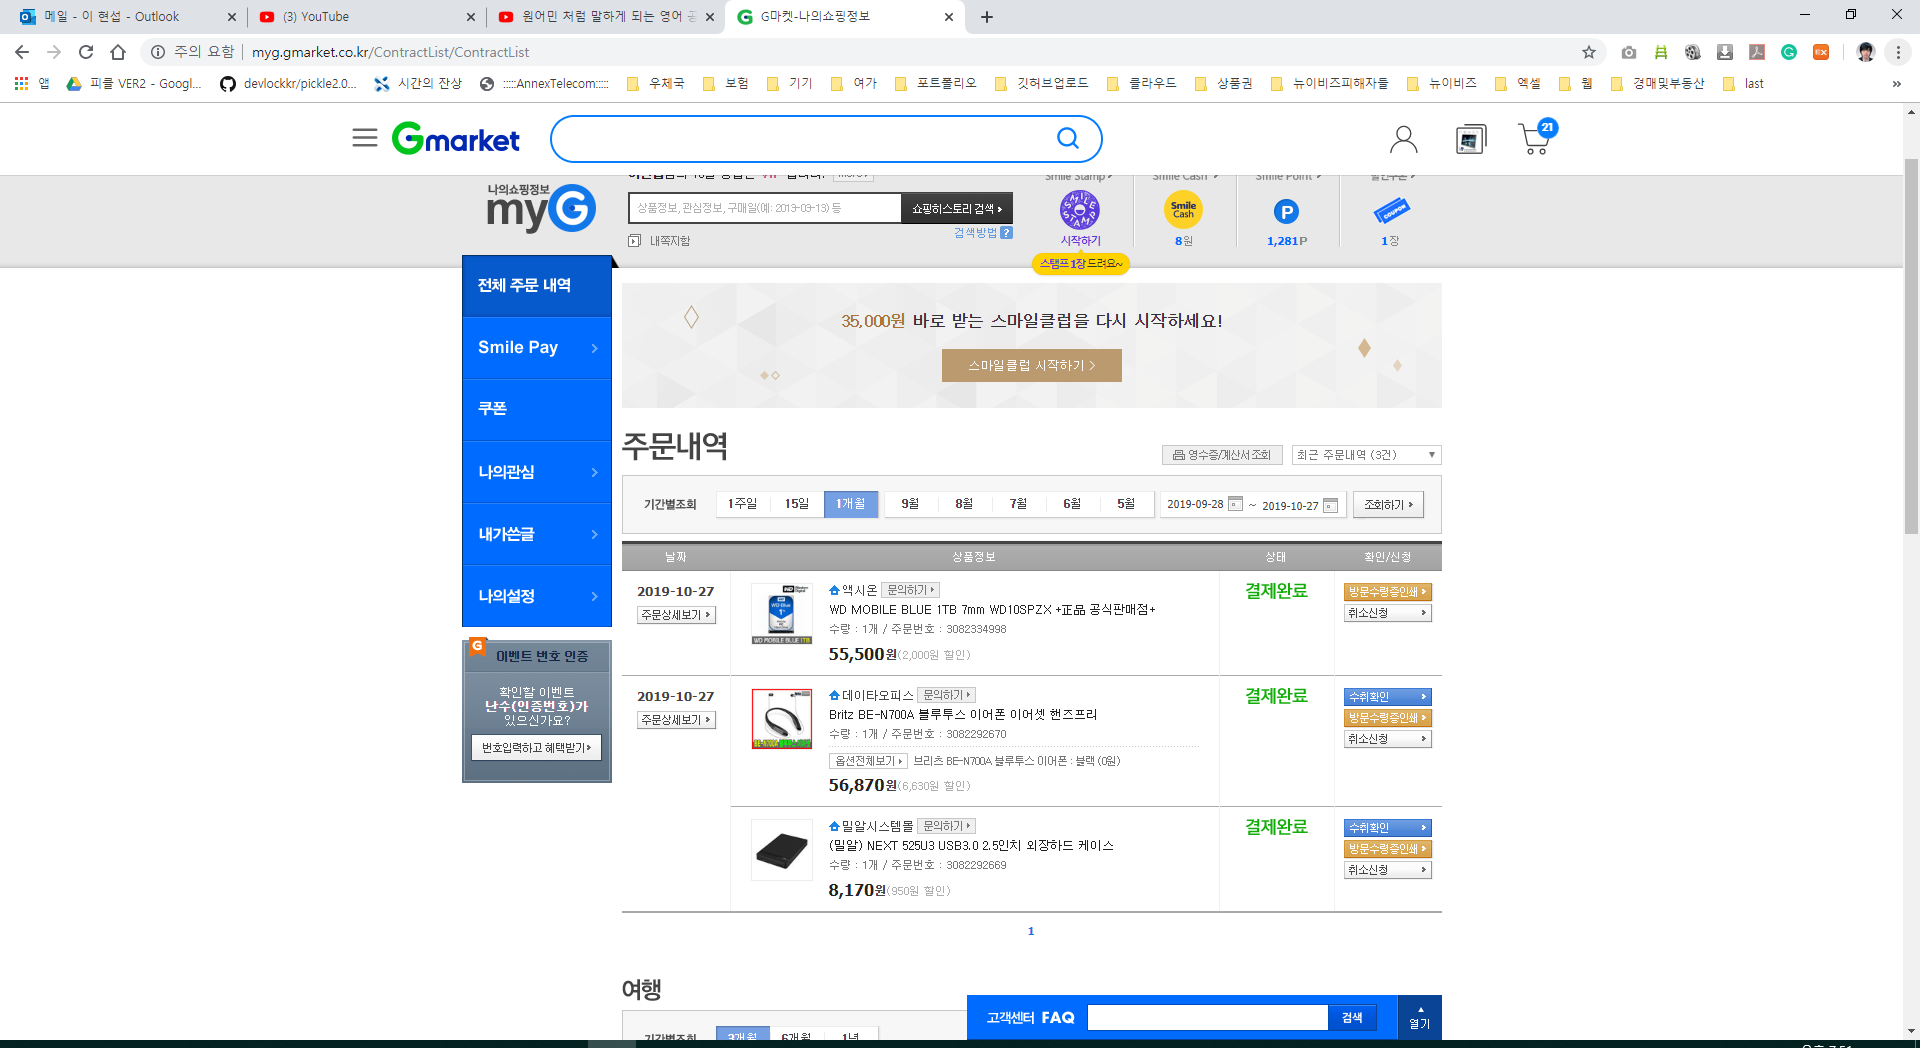 메일 - 이 현섭 - Outlook
(3) YouTube
원어민 처럼 말하게 되는 영어 공
G마켓-나의쇼핑정보
주의 요함
myg.gmarket.co.kr/ContractList/ContractList
앱
피클 VER2 - Googl...
devlockkr/pickle2.0...
시간의 잔상
:::::AnnexTelecom:::::
우체국
보험
기기
여가
포트폴리오
깃허브업로드
클라우드
상품권
뉴이비즈피해자들
뉴이비즈
엑셀
웹
경매및부동산
last
»
Gmarket
21
나의쇼핑정보
myG
상품정보, 관심정보, 구매일(예: 2013-03-13) 등
쇼핑히스토리 검색
검색방법 ?
내쪽지함
Smile Stamp
SMILE STAMP
시작하기
스탬프 1장 드려요~
Smile Cash
Smile Cash
8원
Smile Point
P
1,281P
할인쿠폰
COUPON
1장
전체 주문 내역
Smile Pay
쿠폰
나의관심
내가쓴글
나의설정
G
이벤트 번호 인증
확인할 이벤트
난수(인증번호)가
있으신가요?
번호입력하고 혜택받기
35,000원 바로 받는 스마일클럽을 다시 시작하세요!
스마일클럽 시작하기 >
주문내역
영수증/계산서 조회
최근 주문내역 (3건)
기간별조회
1주일
15일
1개월
9월
8월
7월
6월
5월
2019-09-28
~
2019-10-27
조회하기
날짜
상품정보
상태
확인/신청
2019-10-27
주문상세보기
WD MOBILE BLUE 1TB
액시온
문의하기
WD MOBILE BLUE 1TB 7mm WD10SPZX +正品 공식판매점+
수량 : 1개 / 주문번호 : 3082334998
55,500원(2,000원 할인)
결제완료
방문수령증인쇄
취소신청
2019-10-27
주문상세보기
데이타오피스
문의하기
Britz BE-N700A 블루투스 이어폰 이어셋 핸즈프리
수량 : 1개 / 주문번호 : 3082292670
옵션전체보기
브리츠 BE-N700A 블루투스 이어폰 : 블랙 (0원)
56,870원(6,630원 할인)
결제완료
수취확인
방문수령증인쇄
취소신청
밀알시스템몰
문의하기
(밀알) NEXT 525U3 USB3.0 2.5인치 외장하드 케이스
수량 : 1개 / 주문번호 : 3082292669
8,170원(950원 할인)
결제완료
수취확인
방문수령증인쇄
취소신청
1
여행
기간별조회
3개월
6개월
1년
고객센터 FAQ
검색
열기